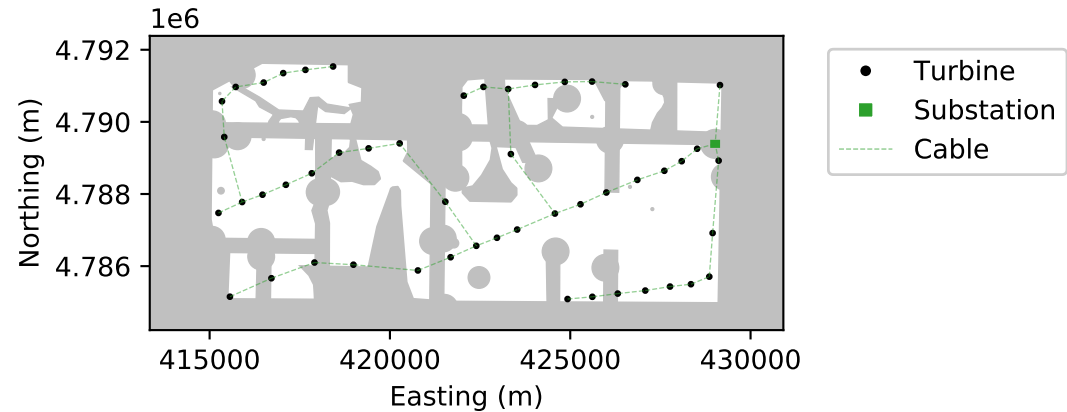 1e6
4.792
4.790
4.788
4.786
Northing (m)
415000 420000 425000 430000
Easting (m)
Turbine
Substation
Cable